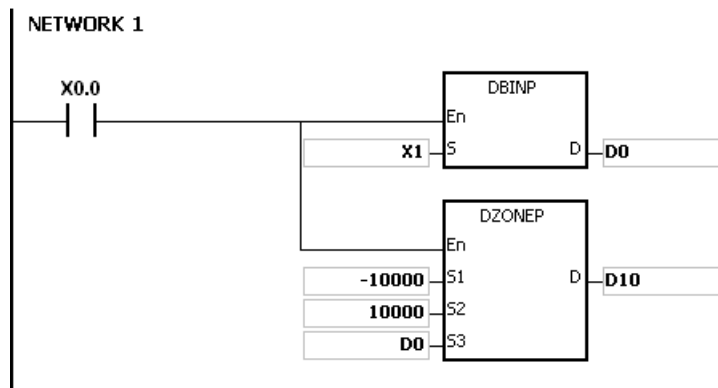 NETWORK 1
X0.0
DBINP
En
X1 S D D0
DZONEP
En
-10000 S1 D D10
10000 S2
D0 S3